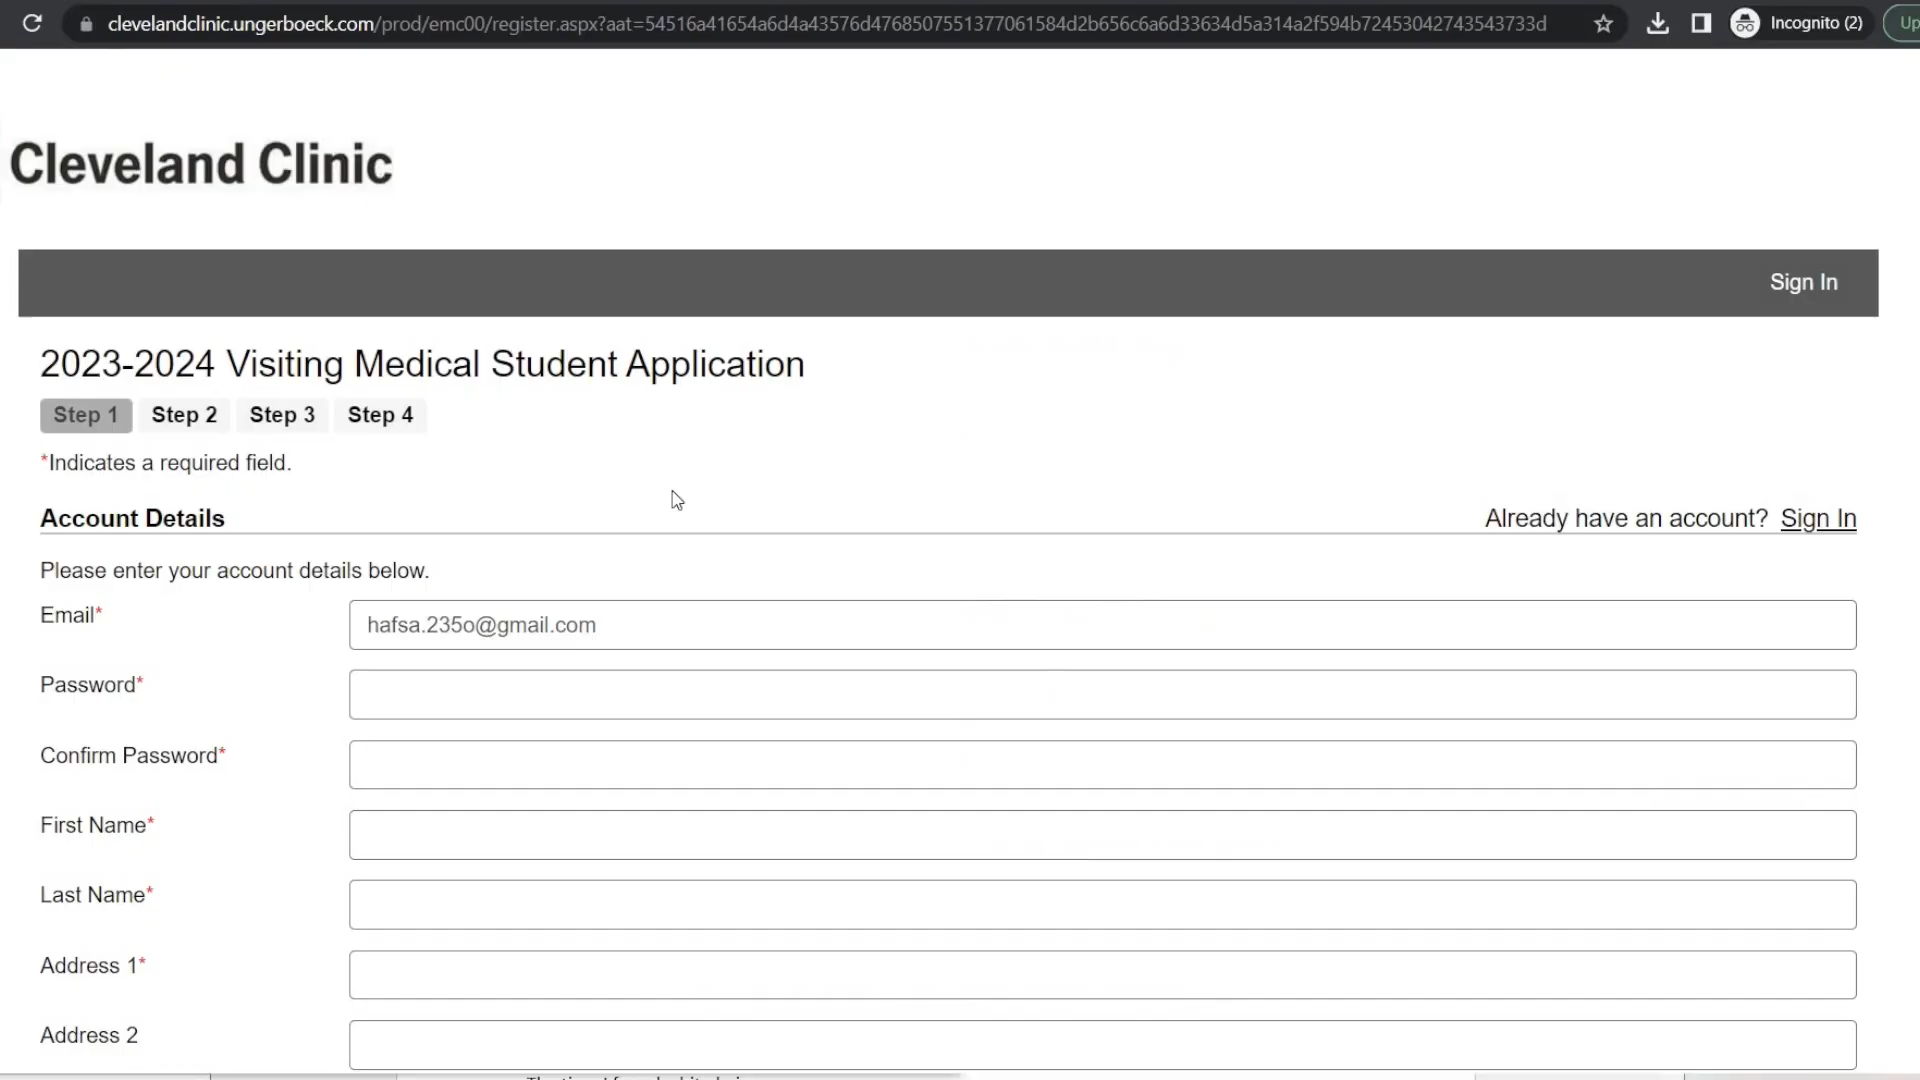 clevelandclinic.ungerboeck.com/prod/emc00/register.aspx?aat=54516a41654a6d4a43576d4768507551377061584d2b656c6a6d33634d5a314a2f594b72453042743543733d
Incognito (2)
Up
Cleveland Clinic
Sign In
2023-2024 Visiting Medical Student Application
Step 1 Step 2 Step 3 Step 4
*Indicates a required field.
Account Details
Already have an account? Sign In
Please enter your account details below.
Email*
hafsa.235o@gmail.com
Password*
Confirm Password*
First Name*
Last Name*
Address 1*
Address 2